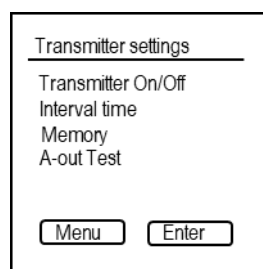 Transmitter settings
Transmitter On/Off
Interval time
Memory
A-out Test
Menu Enter